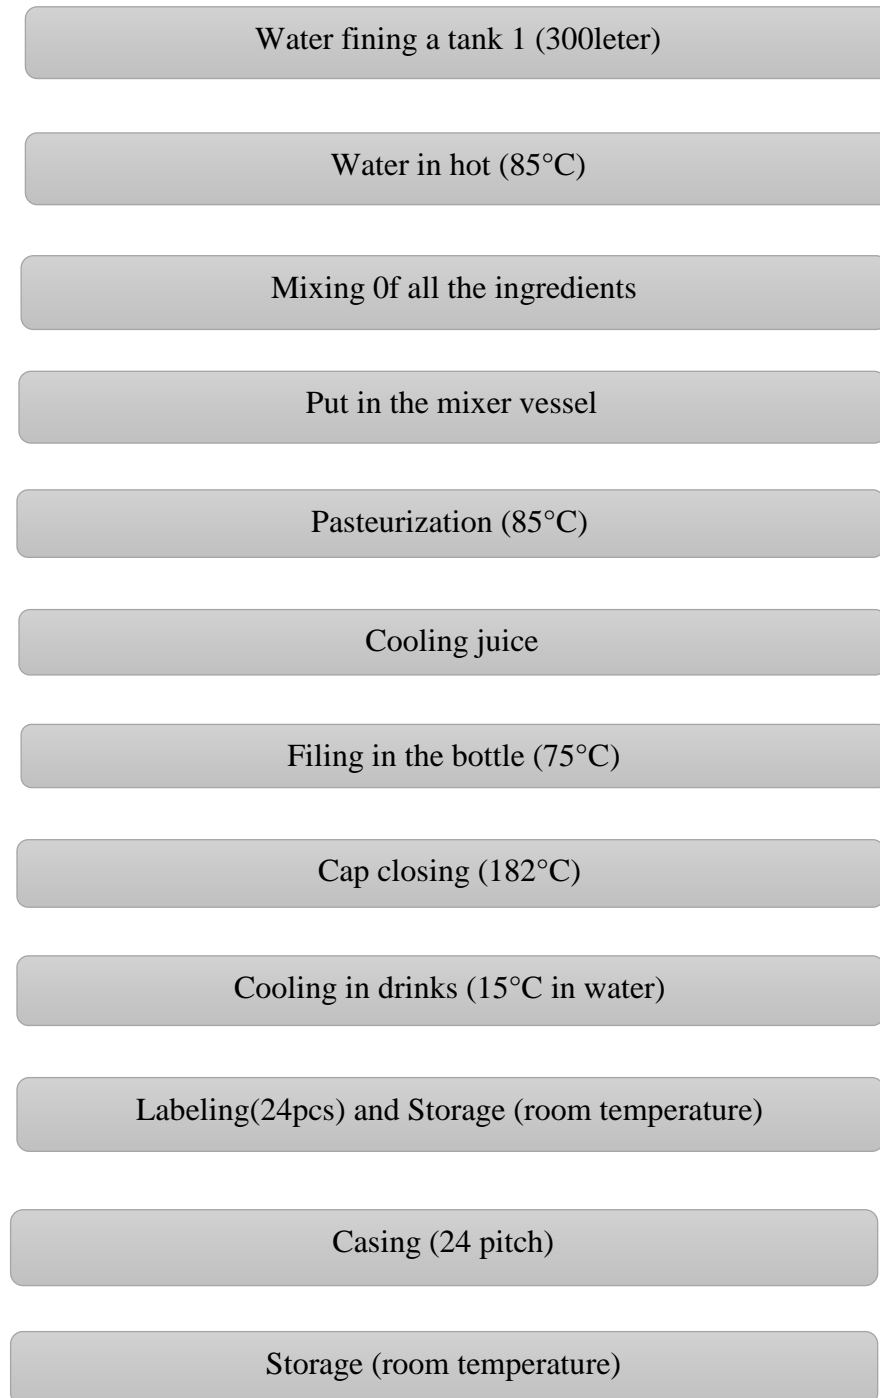 Water fining a tank 1 (300leter)
Water in hot (85°C)
Mixing 0f all the ingredients
Put in the mixer vessel
Pasteurization (85°C)
Cooling juice
Filing in the bottle (75°C)
Cap closing (182°C)
Cooling in drinks (15°C in water)
Labeling(24pcs) and Storage (room temperature)
Casing (24 pitch)
Storage (room temperature)